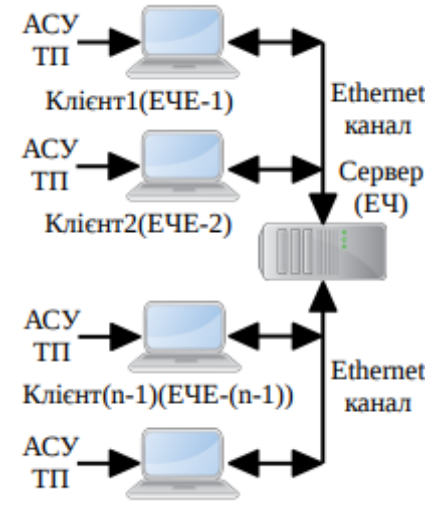 АСУ
ТП
Клієнт1(ЕЧЕ-1)
Ethernet
канал
АСУ
ТП
Сервер
(ЕЧ)
Клієнт2(ЕЧЕ-2)
АСУ
ТП
Ethernet
канал
Клієнт(n-1)(ЕЧЕ-(n-1))
АСУ
ТП